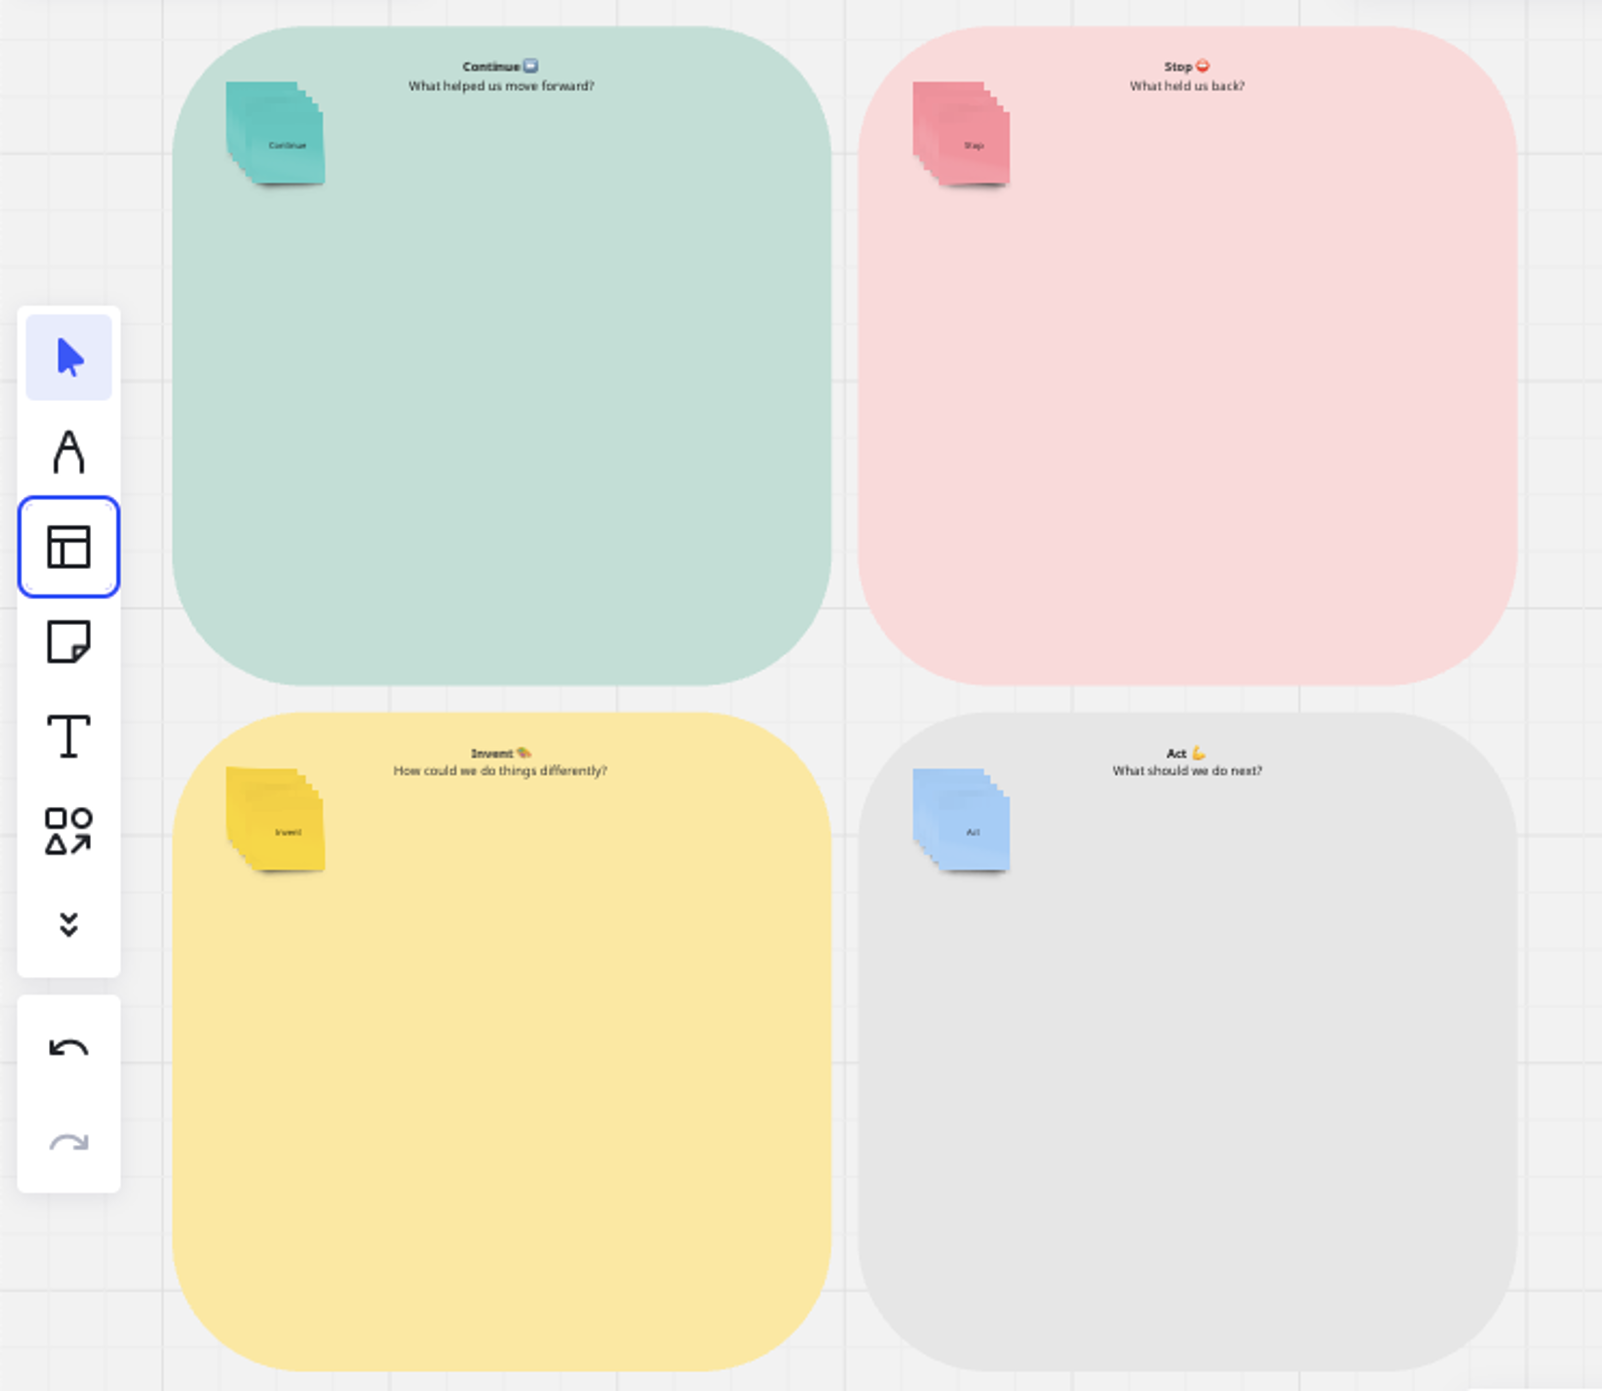 Continue ➡️
What helped us move forward?
Continue
Stop ⛔
What held us back?
Stop
Invent 🎨
How could we do things differently?
Invent
Act 💪
What should we do next?
Act